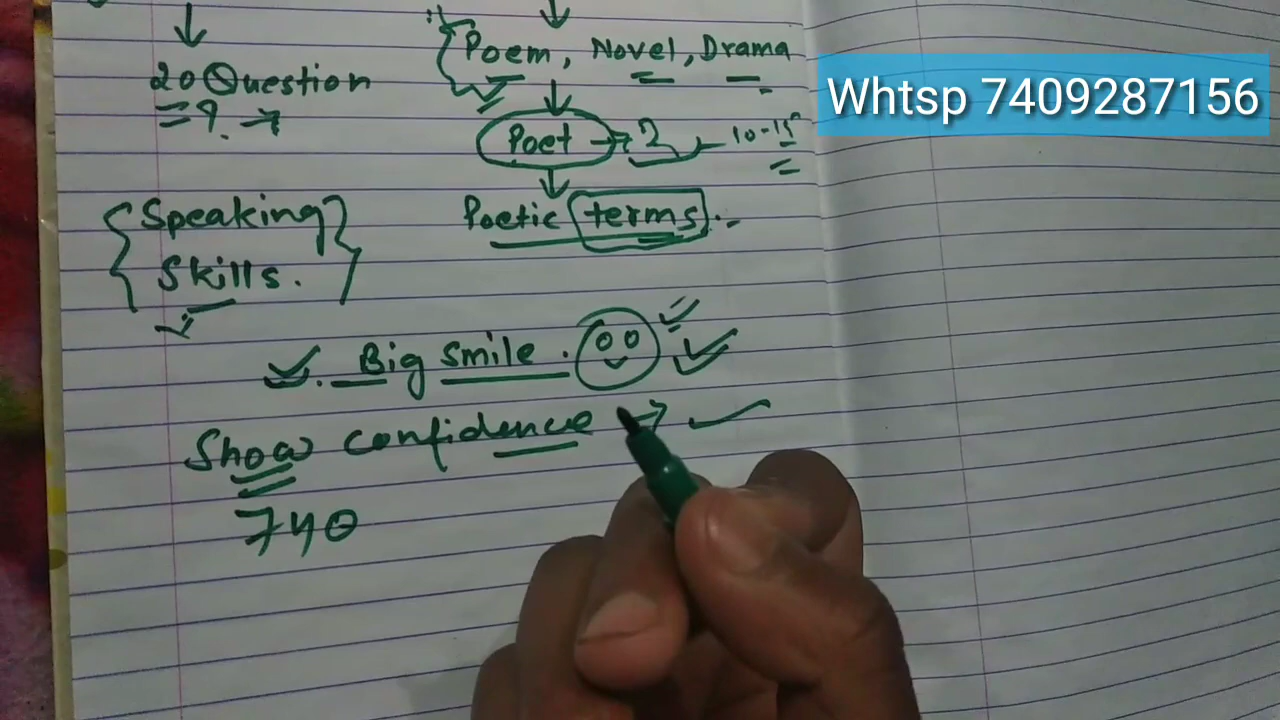 Poem, Novel, Drama
20 Question
= 9. →
Whtsp 7409287156
Poet → 2 10-15
Poetic terms.
Speaking
Skills.
Big smile.
Show confidence →
740